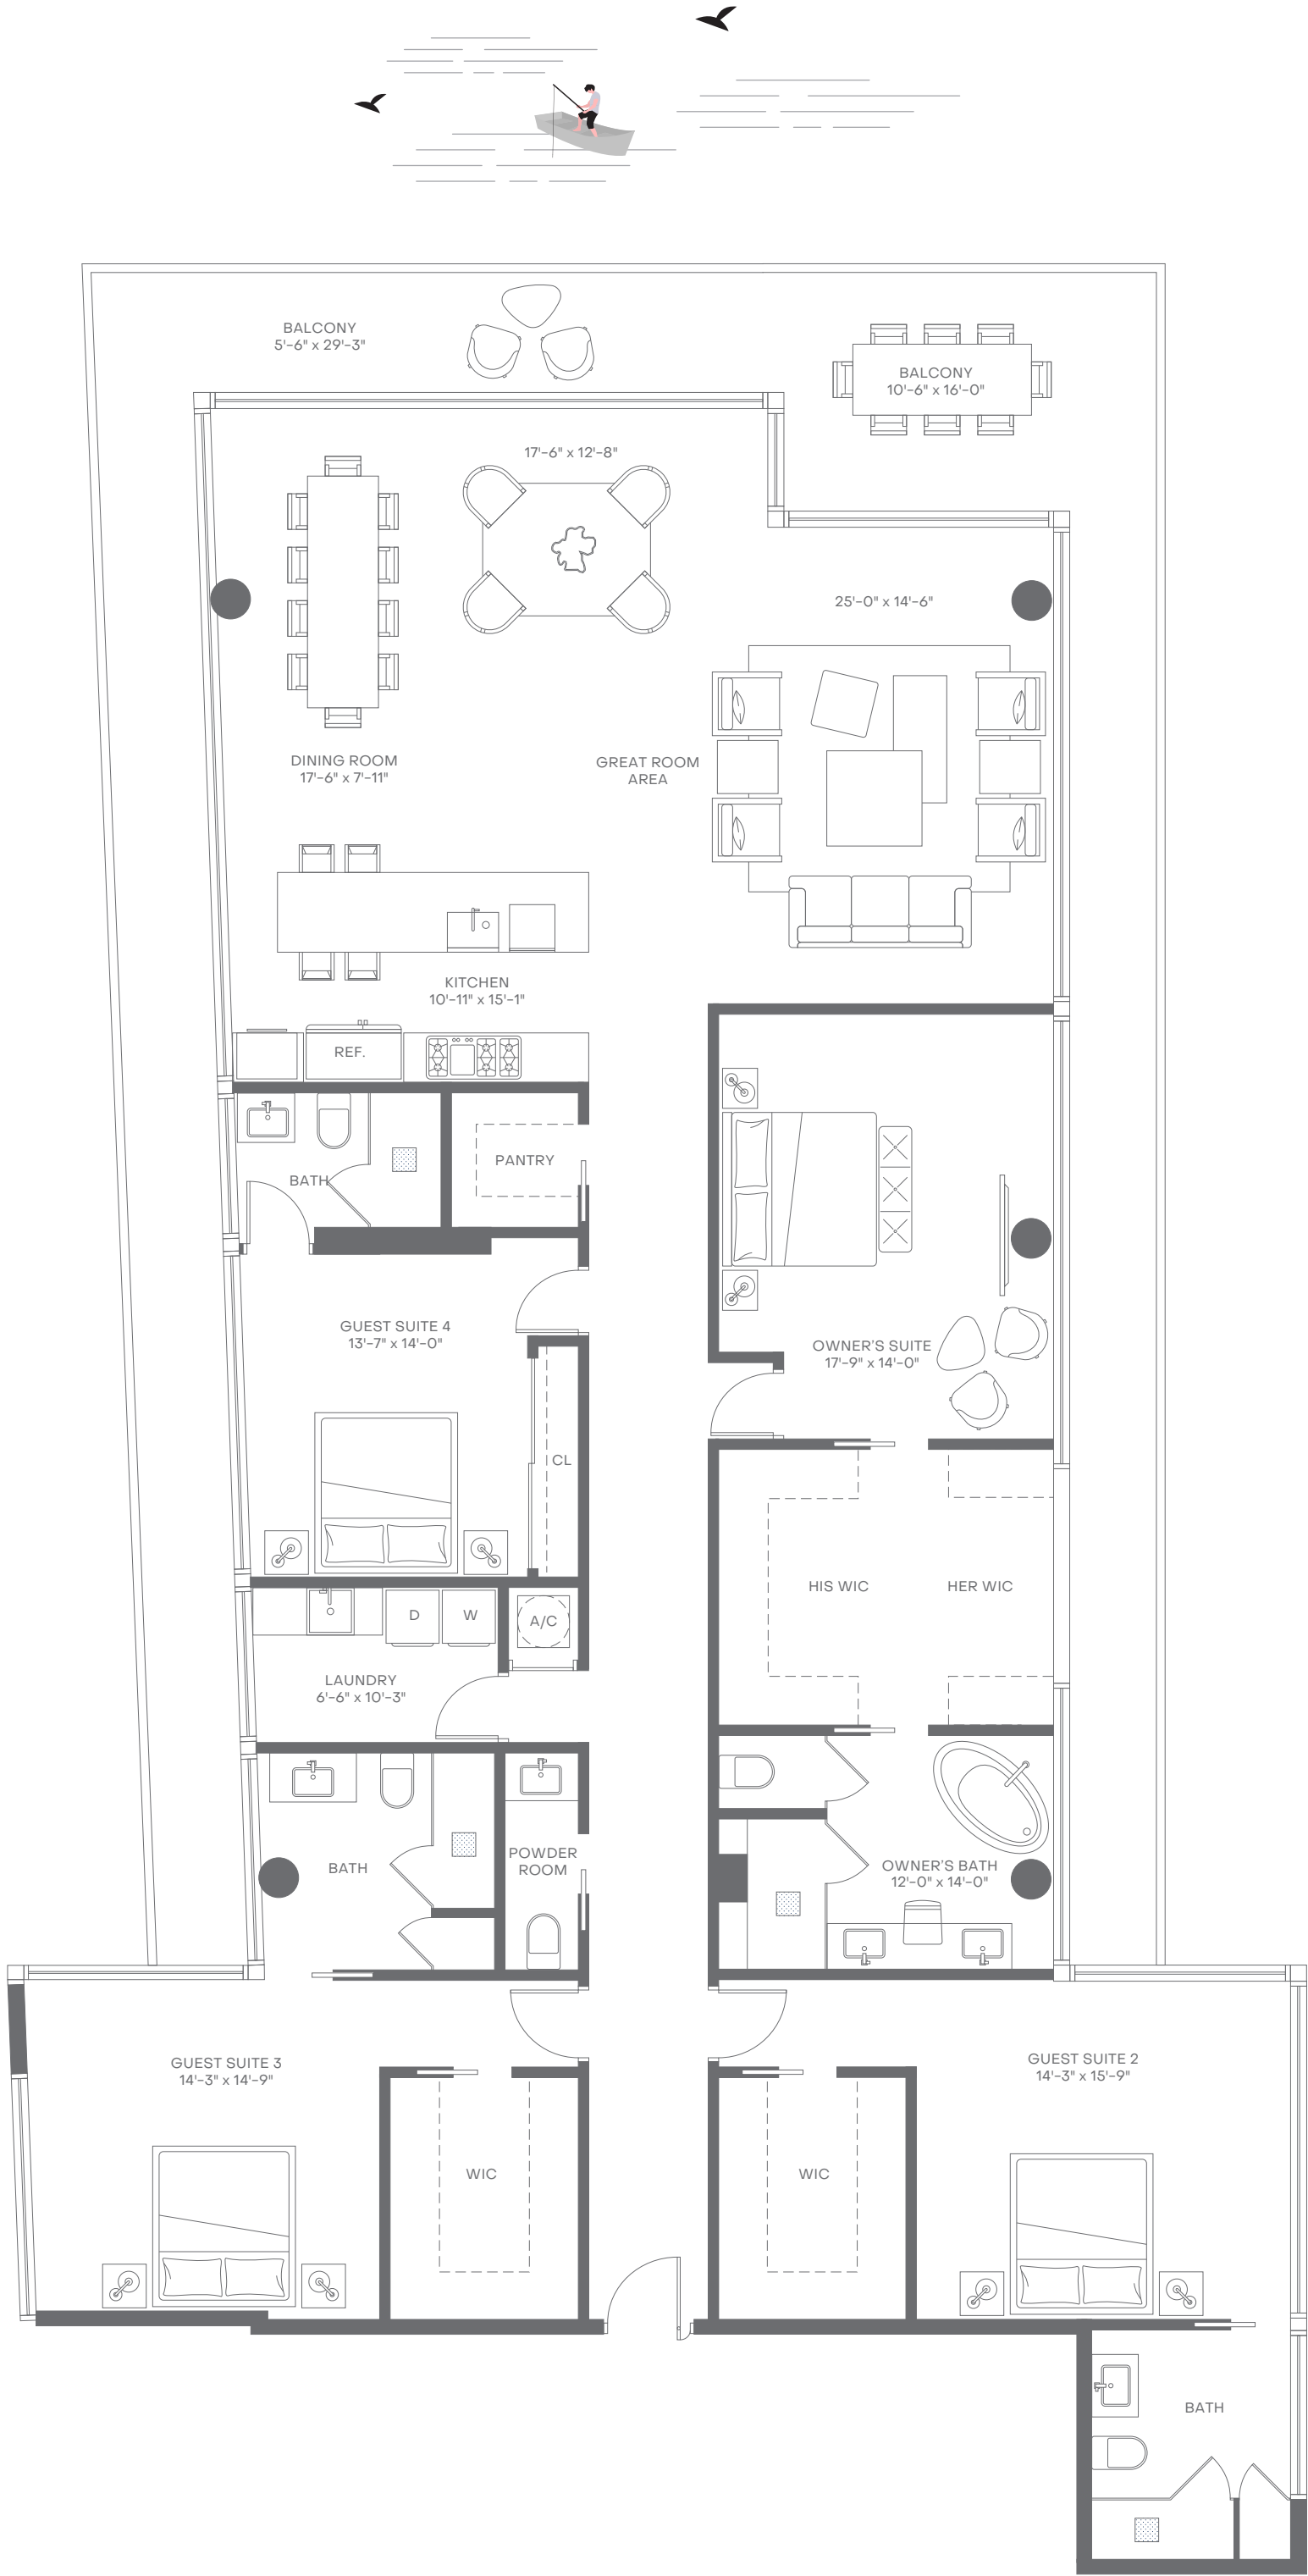 BALCONY
5'-6" x 29'-3"
BALCONY
10'-6" x 16'-0"
17'-6" x 12'-8"
25'-0" x 14'-6"
DINING ROOM
17'-6" x 7'-11"
GREAT ROOM
AREA
KITCHEN
10'-11" x 15'-1"
REF.
BATH
PANTRY
GUEST SUITE 4
13'-7" x 14'-0"
OWNER'S SUITE
17'-9" x 14'-0"
CL
HIS WIC
HER WIC
D
W
A/C
LAUNDRY
6'-6" x 10'-3"
BATH
POWDER
ROOM
OWNER'S BATH
12'-0" x 14'-0"
GUEST SUITE 3
14'-3" x 14'-9"
GUEST SUITE 2
14'-3" x 15'-9"
WIC
WIC
BATH